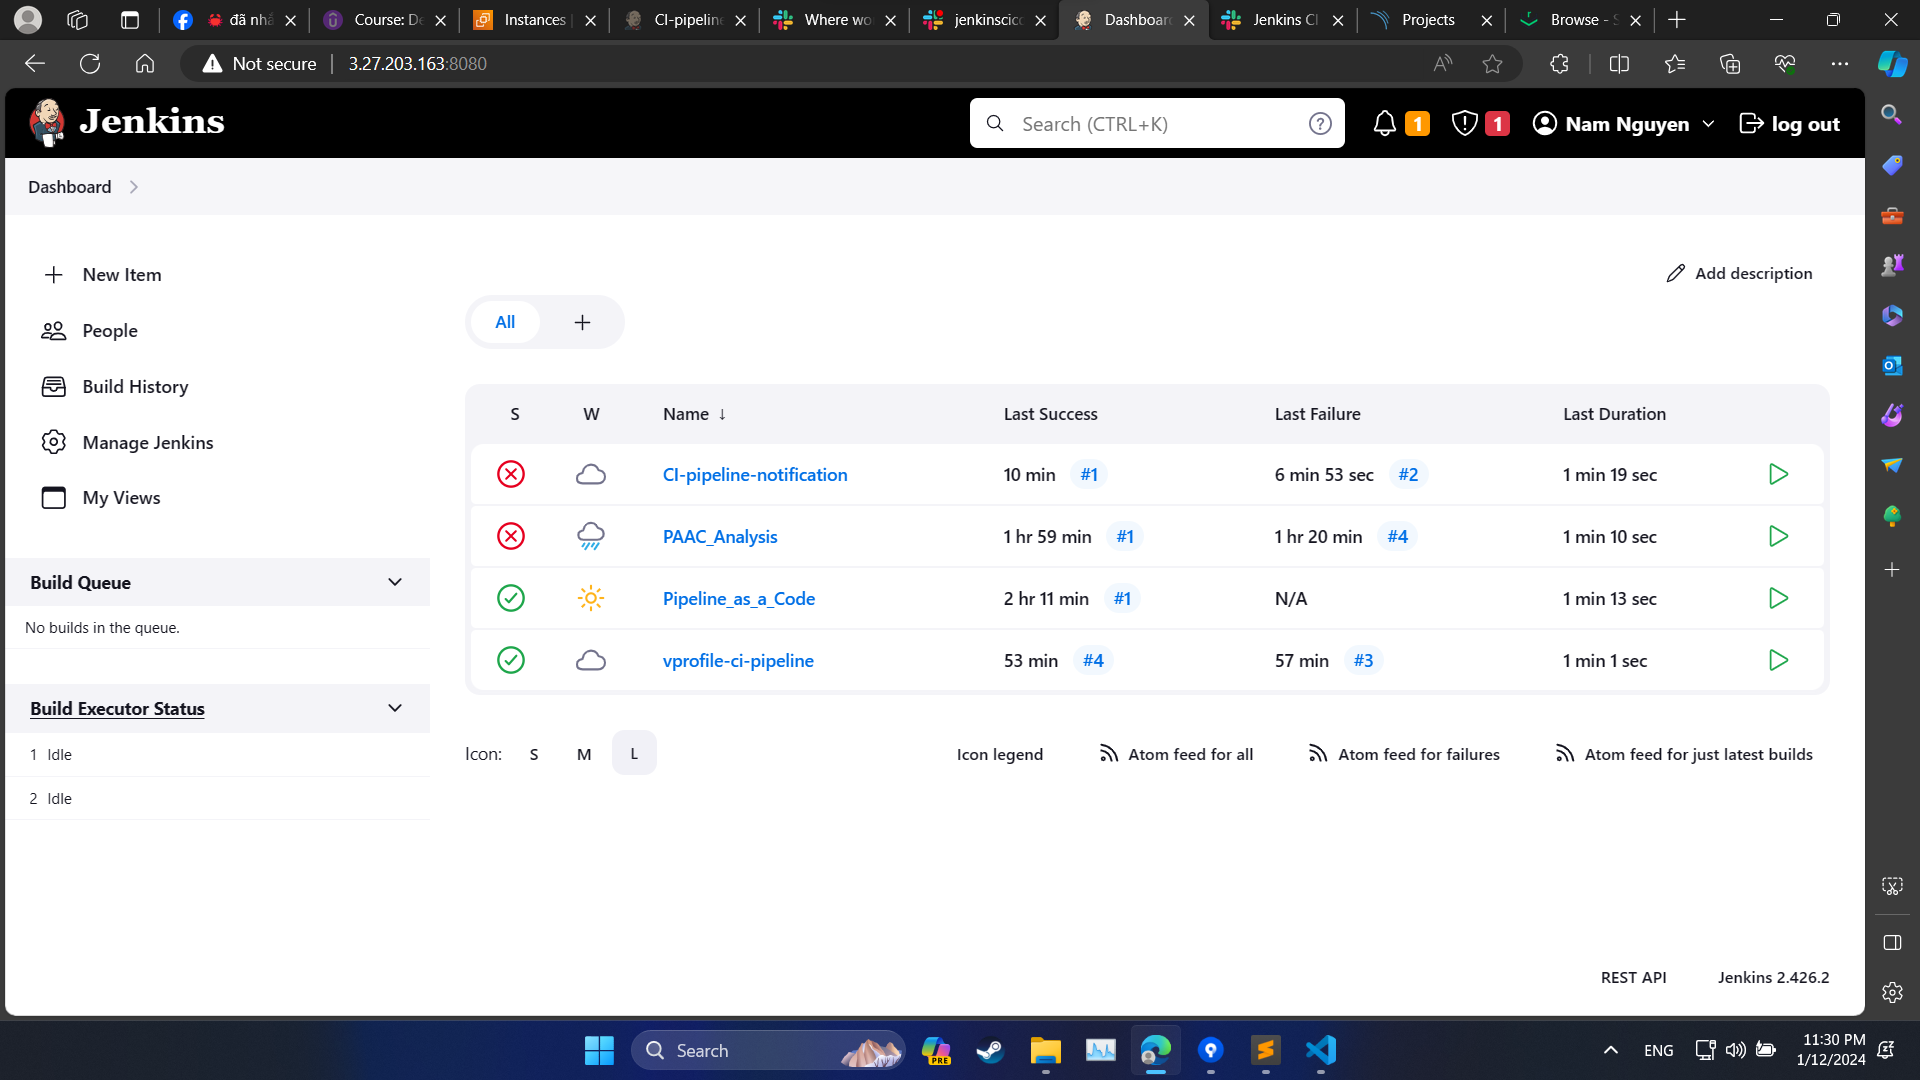 đã nhắ
Course: De
Instances
CI-pipeline
Where wo
jenkinscicd
Dashboard
Jenkins CI
Projects
Browse - S
Not secure
3.27.203.163:8080
Jenkins
Search (CTRL+K)
1
1
Nam Nguyen
log out
Dashboard
New Item
People
Build History
Manage Jenkins
My Views
Add description
All
S W Name ↓ Last Success Last Failure Last Duration
CI-pipeline-notification 10 min #1 6 min 53 sec #2 1 min 19 sec
PAAC_Analysis 1 hr 59 min #1 1 hr 20 min #4 1 min 10 sec
Pipeline_as_a_Code 2 hr 11 min #1 N/A 1 min 13 sec
vprofile-ci-pipeline 53 min #4 57 min #3 1 min 1 sec
Build Queue
No builds in the queue.
Build Executor Status
1 Idle
2 Idle
Icon: S M L
Icon legend
Atom feed for all
Atom feed for failures
Atom feed for just latest builds
REST API
Jenkins 2.426.2
Search
PRE
ENG
11:30 PM
1/12/2024